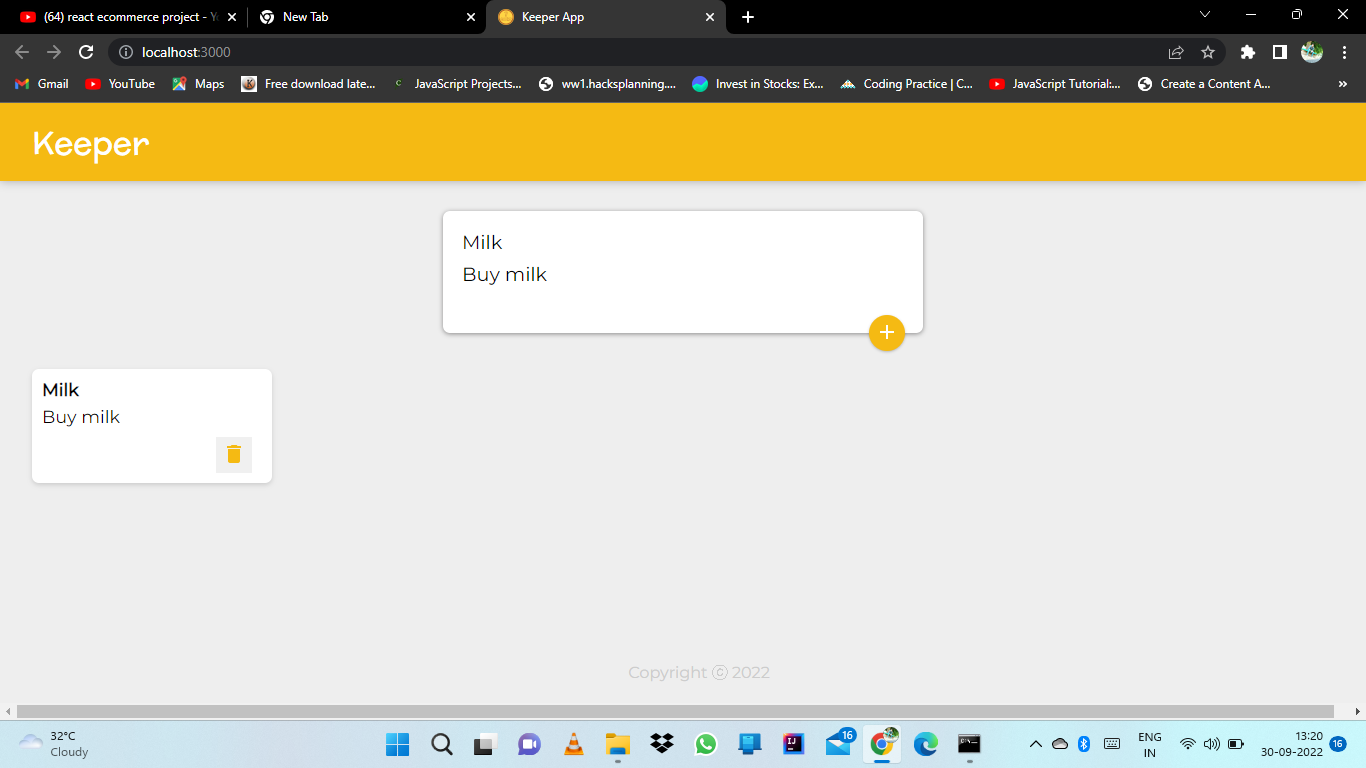 (64) react ecommerce project - Y
New Tab
Keeper App
localhost:3000
Gmail
YouTube
Maps
Free download late...
JavaScript Projects...
ww1.hacksplanning....
Invest in Stocks: Ex...
Coding Practice | C...
JavaScript Tutorial:...
Create a Content A...
»
Keeper
Milk
Buy milk
Milk
Buy milk
Copyright ⓒ 2022
32°C
Cloudy
16
ENG
IN
13:20
30-09-2022
16